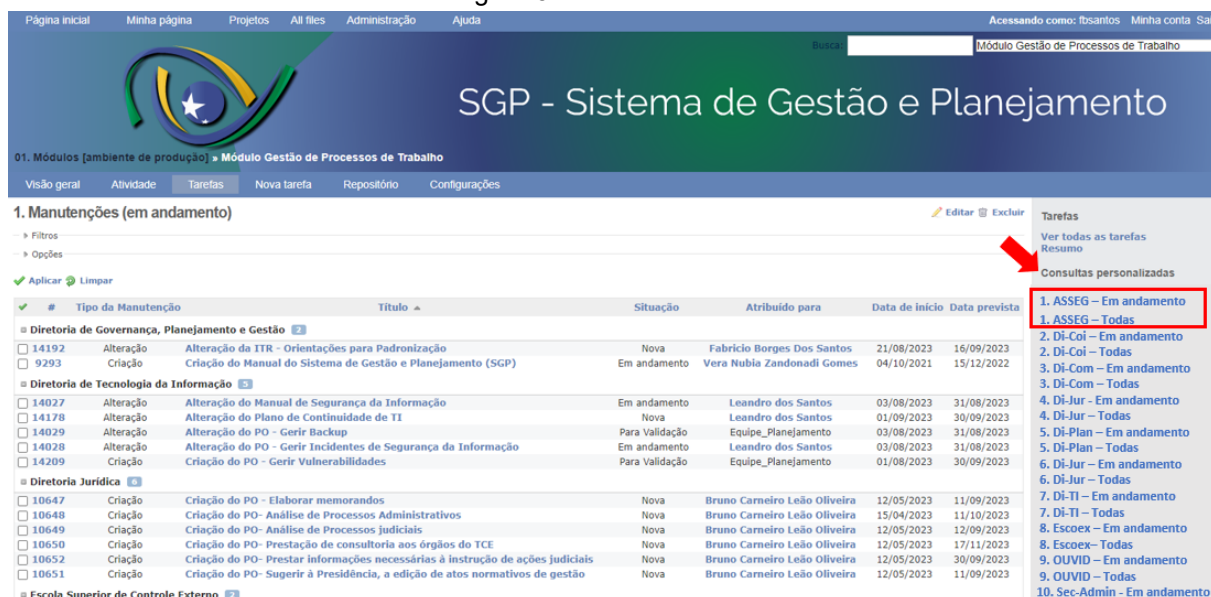 Página inicial Minha página Projetos All files Administração Ajuda Acessando como: fbsantos Minha conta Sai
Busca: Módulo Gestão de Processos de Trabalho
SGP - Sistema de Gestão e Planejamento
01. Módulos [ambiente de produção] » Módulo Gestão de Processos de Trabalho
Visão geral Atividade Tarefas Nova tarefa Repositório Configurações
1. Manutenções (em andamento) Editar Excluir
Filtros
Opções
Aplicar Limpar
# Tipo da Manutenção Título Situação Atribuído para Data de início Data prevista
Diretoria de Governança, Planejamento e Gestão 2
14192 Alteração Alteração da ITR - Orientações para Padronização Nova Fabricio Borges Dos Santos 21/08/2023 16/09/2023
9293 Criação Criação do Manual do Sistema de Gestão e Planejamento (SGP) Em andamento Vera Nubia Zandonadi Gomes 04/10/2021 15/12/2022
Diretoria de Tecnologia da Informação 5
14027 Alteração Alteração do Manual de Segurança da Informação Em andamento Leandro dos Santos 03/08/2023 31/08/2023
14178 Alteração Alteração do Plano de Continuidade de TI Nova Leandro dos Santos 01/09/2023 30/09/2023
14029 Alteração Alteração do PO - Gerir Backup Para Validação Equipe_Planejamento 03/08/2023 31/08/2023
14028 Alteração Alteração do PO - Gerir Incidentes de Segurança da Informação Em andamento Leandro dos Santos 03/08/2023 31/08/2023
14209 Criação Criação do PO - Gerir Vulnerabilidades Para Validação Equipe_Planejamento 01/08/2023 30/09/2023
Diretoria Jurídica 6
10647 Criação Criação do PO - Elaborar memorandos Nova Bruno Carneiro Leão Oliveira 12/05/2023 11/09/2023
10648 Criação Criação do PO- Análise de Processos Administrativos Nova Bruno Carneiro Leão Oliveira 15/04/2023 11/10/2023
10649 Criação Criação do PO- Análise de Processos judiciais Nova Bruno Carneiro Leão Oliveira 12/05/2023 12/09/2023
10650 Criação Criação do PO- Prestação de consultoria aos órgãos do TCE Nova Bruno Carneiro Leão Oliveira 12/05/2023 17/11/2023
10652 Criação Criação do PO- Prestar informações necessárias à instrução de ações judiciais Nova Bruno Carneiro Leão Oliveira 12/05/2023 30/09/2023
10651 Criação Criação do PO- Sugerir à Presidência, a edição de atos normativos de gestão Nova Bruno Carneiro Leão Oliveira 12/05/2023 11/09/2023
Escola Superior de Controle Externo 2
Tarefas
Ver todas as tarefas
Resumo
Consultas personalizadas
1. ASSEG – Em andamento
1. ASSEG – Todas
2. Di-Coi – Em andamento
2. Di-Coi – Todas
3. Di-Com – Em andamento
3. Di-Com – Todas
4. Di-Jur - Em andamento
4. Di-Jur – Todas
5. Di-Plan – Em andamento
5. Di-Plan – Todas
6. Di-Jur – Em andamento
6. Di-Jur – Todas
7. Di-TI – Em andamento
7. Di-TI – Todas
8. Escoex – Em andamento
8. Escoex– Todas
9. OUVID – Em andamento
9. OUVID – Todas
10. Sec-Admin - Em andamento